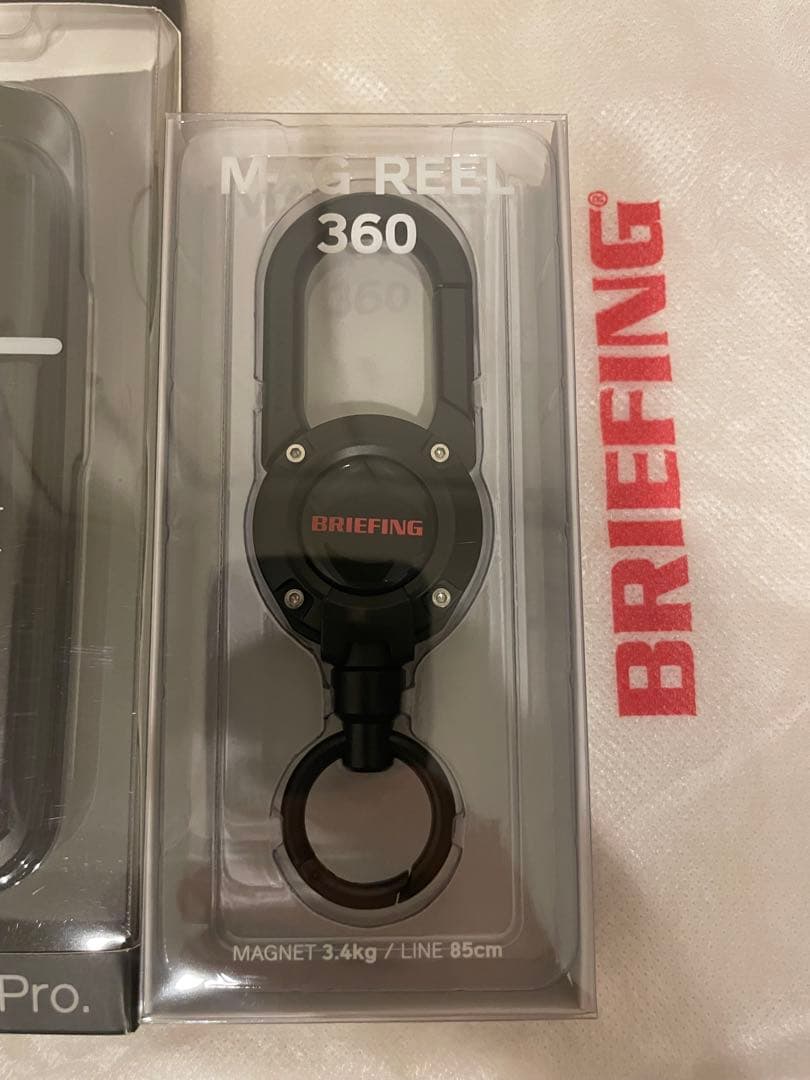 MAG REEL
360
BRIEFING
MAGNET 3.4kg / LINE 85cm
BRIEFING®
Pro.